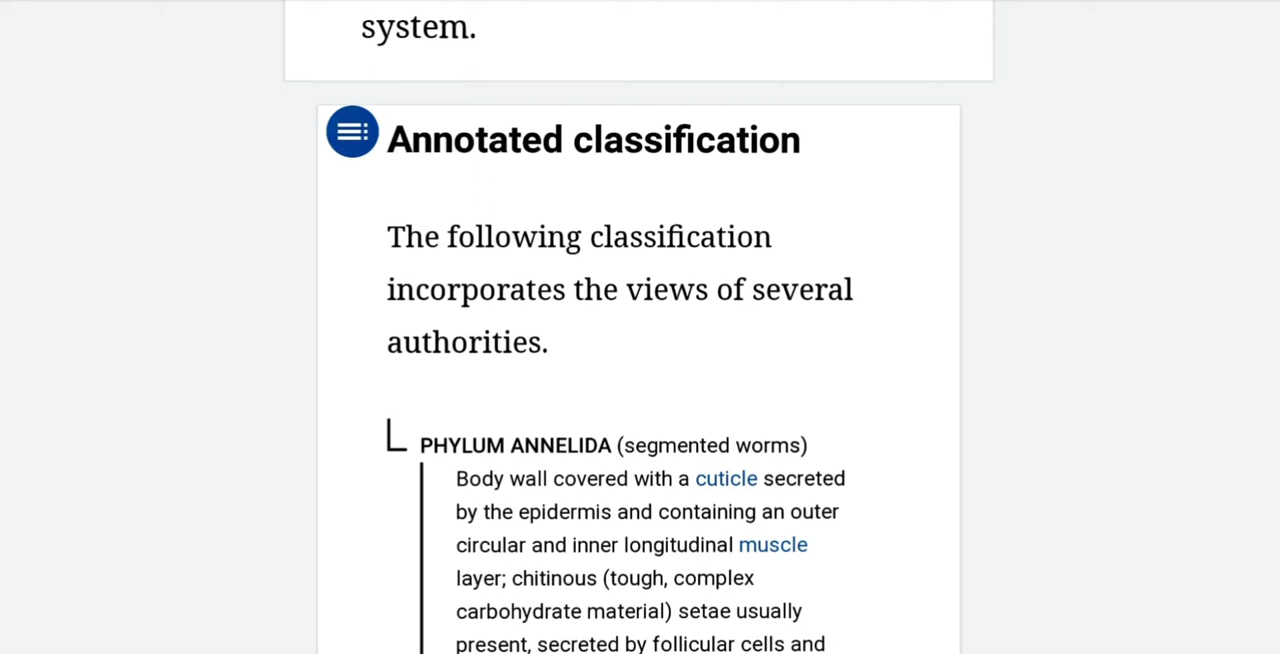 system.
Annotated classification
The following classification
incorporates the views of several
authorities.
PHYLUM ANNELIDA (segmented worms)
Body wall covered with a cuticle secreted
by the epidermis and containing an outer
circular and inner longitudinal muscle
layer; chitinous (tough, complex
carbohydrate material) setae usually
present, secreted by follicular cells and